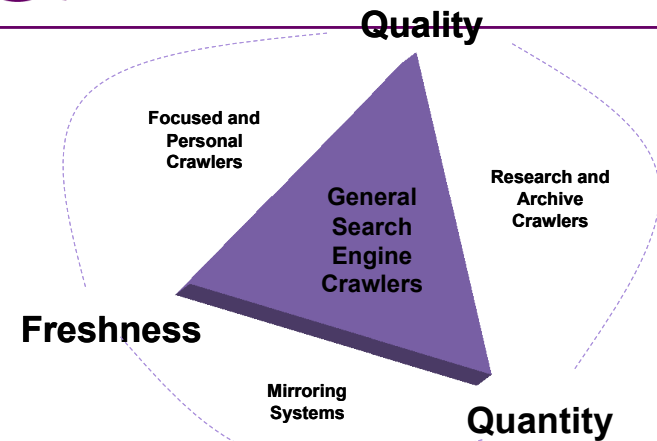 Quality
Focused and
Personal
Crawlers
Research and
Archive
Crawlers
General
Search
Engine
Crawlers
Freshness
Mirroring
Systems
Quantity